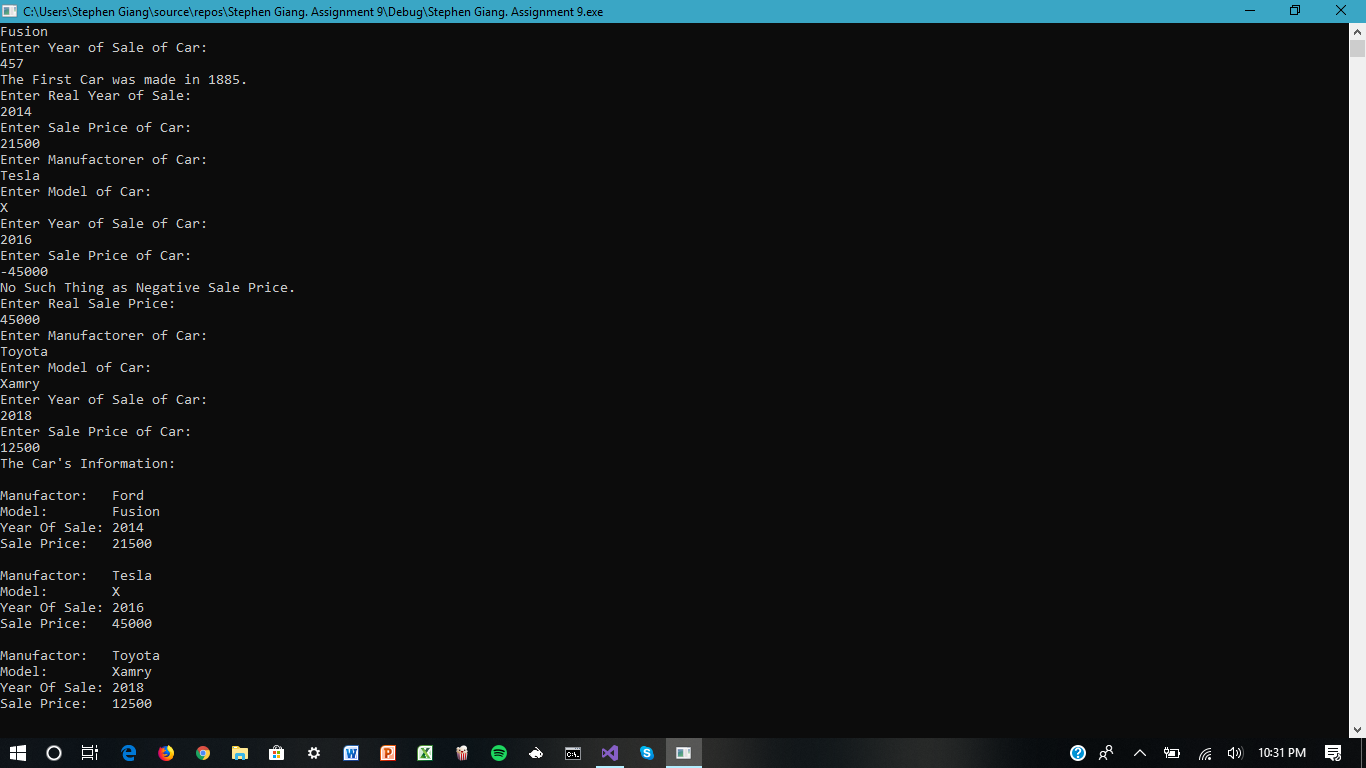 C:\Users\Stephen Giang\source\repos\Stephen Giang. Assignment 9\Debug\Stephen Giang. Assignment 9.exe
Fusion
Enter Year of Sale of Car:
457
The First Car was made in 1885.
Enter Real Year of Sale:
2014
Enter Sale Price of Car:
21500
Enter Manufactorer of Car:
Tesla
Enter Model of Car:
X
Enter Year of Sale of Car:
2016
Enter Sale Price of Car:
-45000
No Such Thing as Negative Sale Price.
Enter Real Sale Price:
45000
Enter Manufactorer of Car:
Toyota
Enter Model of Car:
Xamry
Enter Year of Sale of Car:
2018
Enter Sale Price of Car:
12500
The Car's Information:
Manufactor: Ford
Model: Fusion
Year Of Sale: 2014
Sale Price: 21500
Manufactor: Tesla
Model: X
Year Of Sale: 2016
Sale Price: 45000
Manufactor: Toyota
Model: Xamry
Year Of Sale: 2018
Sale Price: 12500
10:31 PM